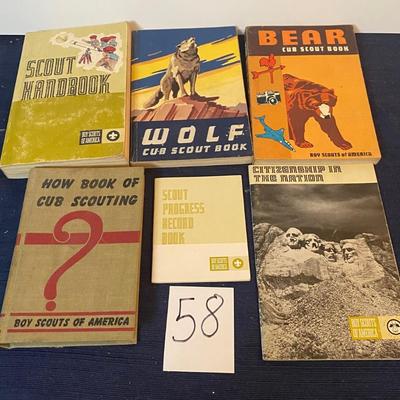 SCOUT
HANDBOOK
BOY SCOUTS
OF AMERICA
WOLF
CUB SCOUT BOOK
BEAR
CUB SCOUT BOOK
BOY SCOUTS OF AMERICA
HOW BOOK OF
CUB SCOUTING
?
BOY SCOUTS OF AMERICA
SCOUT
PROGRESS
RECORD
BOOK
BOY SCOUTS
OF AMERICA
CITIZENSHIP IN
THE NATION
BOY SCOUTS
OF AMERICA
58